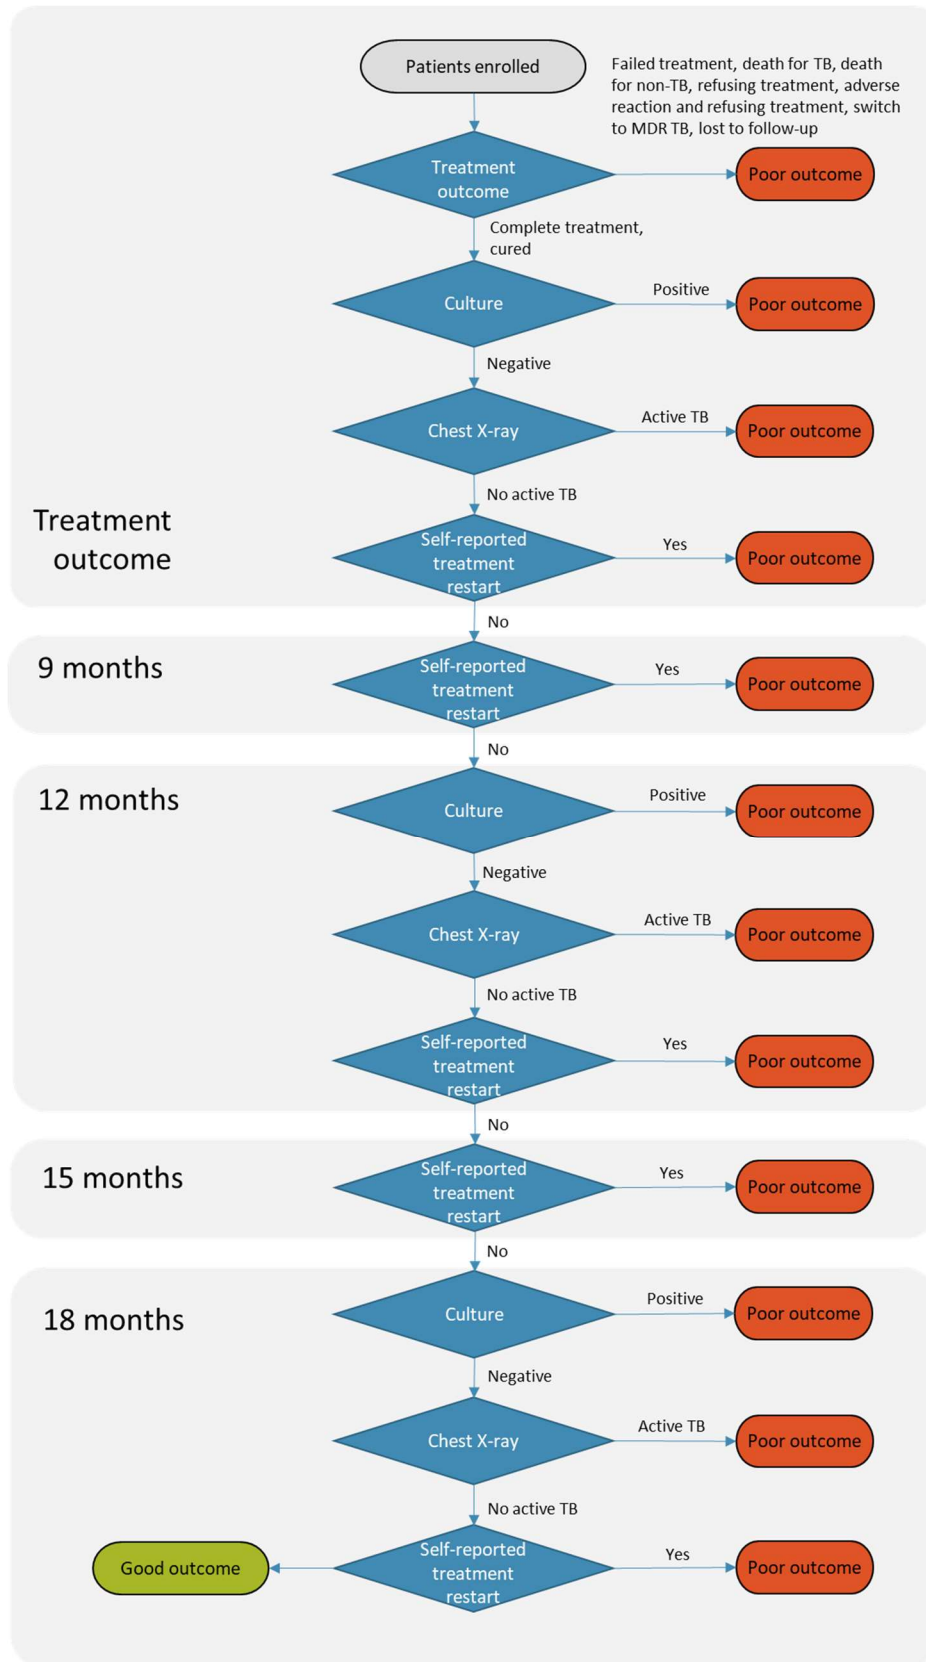 Patients enrolled
Failed treatment, death for TB, death
for non-TB, refusing treatment, adverse
reaction and refusing treatment, switch
to MDR TB, lost to follow-up
Treatment
outcome
Poor outcome
Complete treatment,
cured
Culture
Positive
Poor outcome
Negative
Chest X-ray
Active TB
Poor outcome
No active TB
Treatment
outcome
Self-reported
treatment
restart
Yes
Poor outcome
No
9 months
Self-reported
treatment
restart
Yes
Poor outcome
No
12 months
Culture
Positive
Poor outcome
Negative
Chest X-ray
Active TB
Poor outcome
No active TB
Self-reported
treatment
restart
Yes
Poor outcome
No
15 months
Self-reported
treatment
restart
Yes
Poor outcome
No
18 months
Culture
Positive
Poor outcome
Negative
Chest X-ray
Active TB
Poor outcome
No active TB
Good outcome
Self-reported
treatment
restart
Yes
Poor outcome